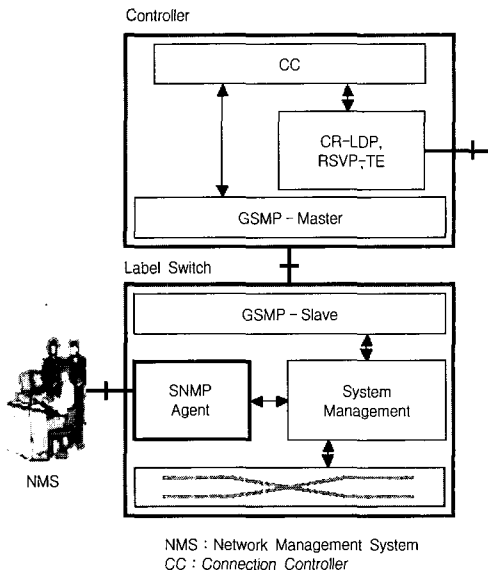 Controller
CC
CR-LDP,
RSVP-TE
GSMP - Master
Label Switch
GSMP - Slave
SNMP
Agent
System
Management
NMS
NMS : Network Management System
CC : Connection Controller